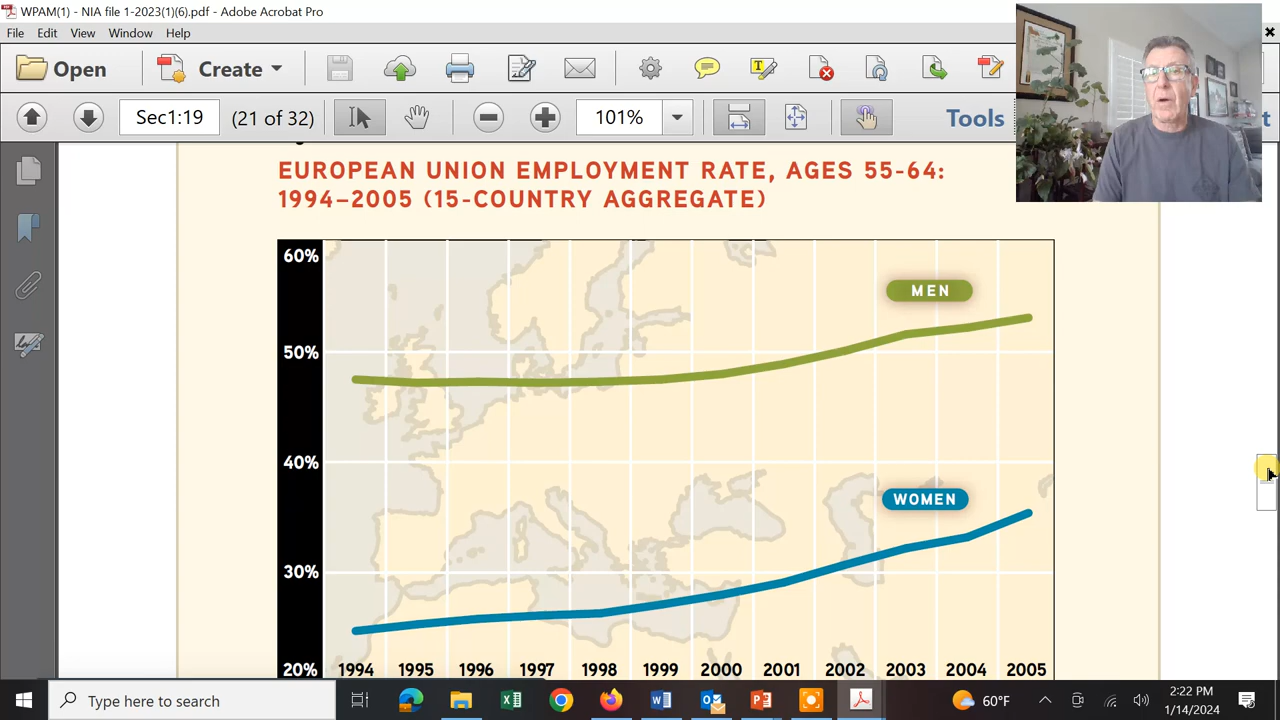 WPAM(1) - NIA file 1-2023(1)(6).pdf - Adobe Acrobat Pro
File Edit View Window Help
Open Create
Sec1:19 (21 of 32) 101% Tools
EUROPEAN UNION EMPLOYMENT RATE, AGES 55-64:
1994–2005 (15-COUNTRY AGGREGATE)
60%
MEN
50%
40%
WOMEN
30%
20% 1994 1995 1996 1997 1998 1999 2000 2001 2002 2003 2004 2005
Type here to search
60°F
2:22 PM
1/14/2024